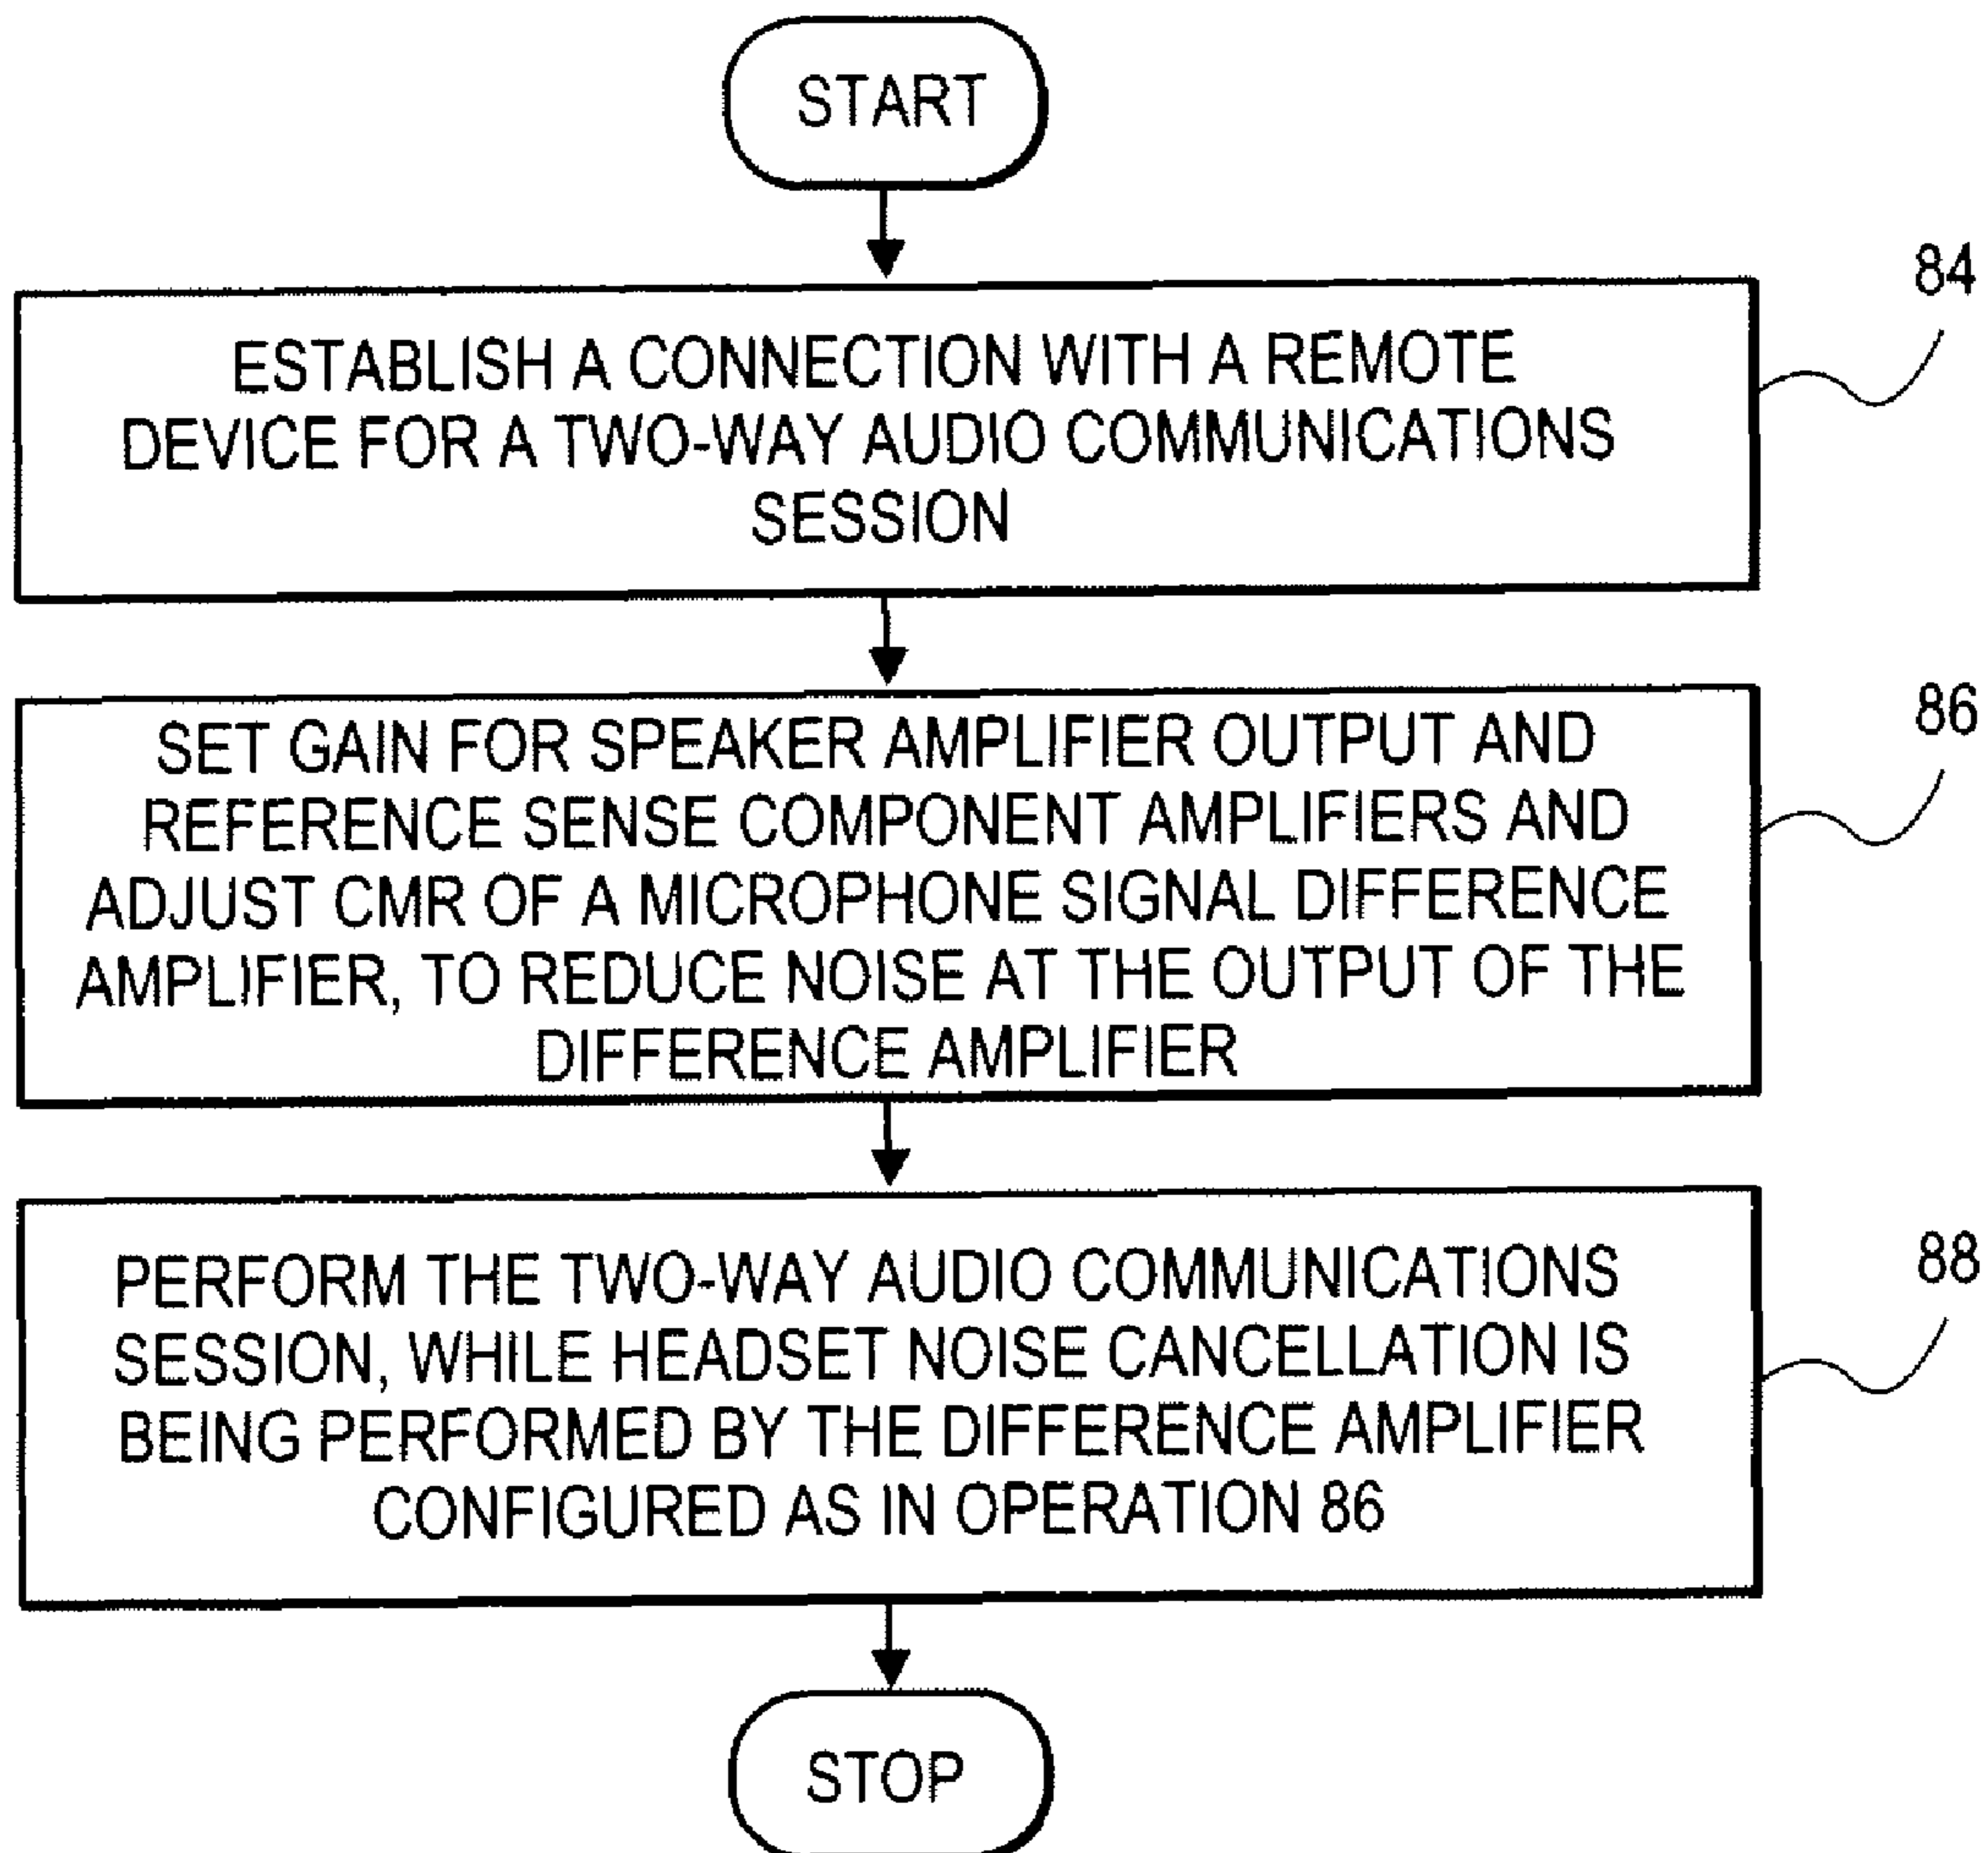 START
84
ESTABLISH A CONNECTION WITH A REMOTE
DEVICE FOR A TWO-WAY AUDIO COMMUNICATIONS
SESSION
86
SET GAIN FOR SPEAKER AMPLIFIER OUTPUT AND
REFERENCE SENSE COMPONENT AMPLIFIERS AND
ADJUST CMR OF A MICROPHONE SIGNAL DIFFERENCE
AMPLIFIER, TO REDUCE NOISE AT THE OUTPUT OF THE
DIFFERENCE AMPLIFIER
88
PERFORM THE TWO-WAY AUDIO COMMUNICATIONS
SESSION, WHILE HEADSET NOISE CANCELLATION IS
BEING PERFORMED BY THE DIFFERENCE AMPLIFIER
CONFIGURED AS IN OPERATION 86
STOP